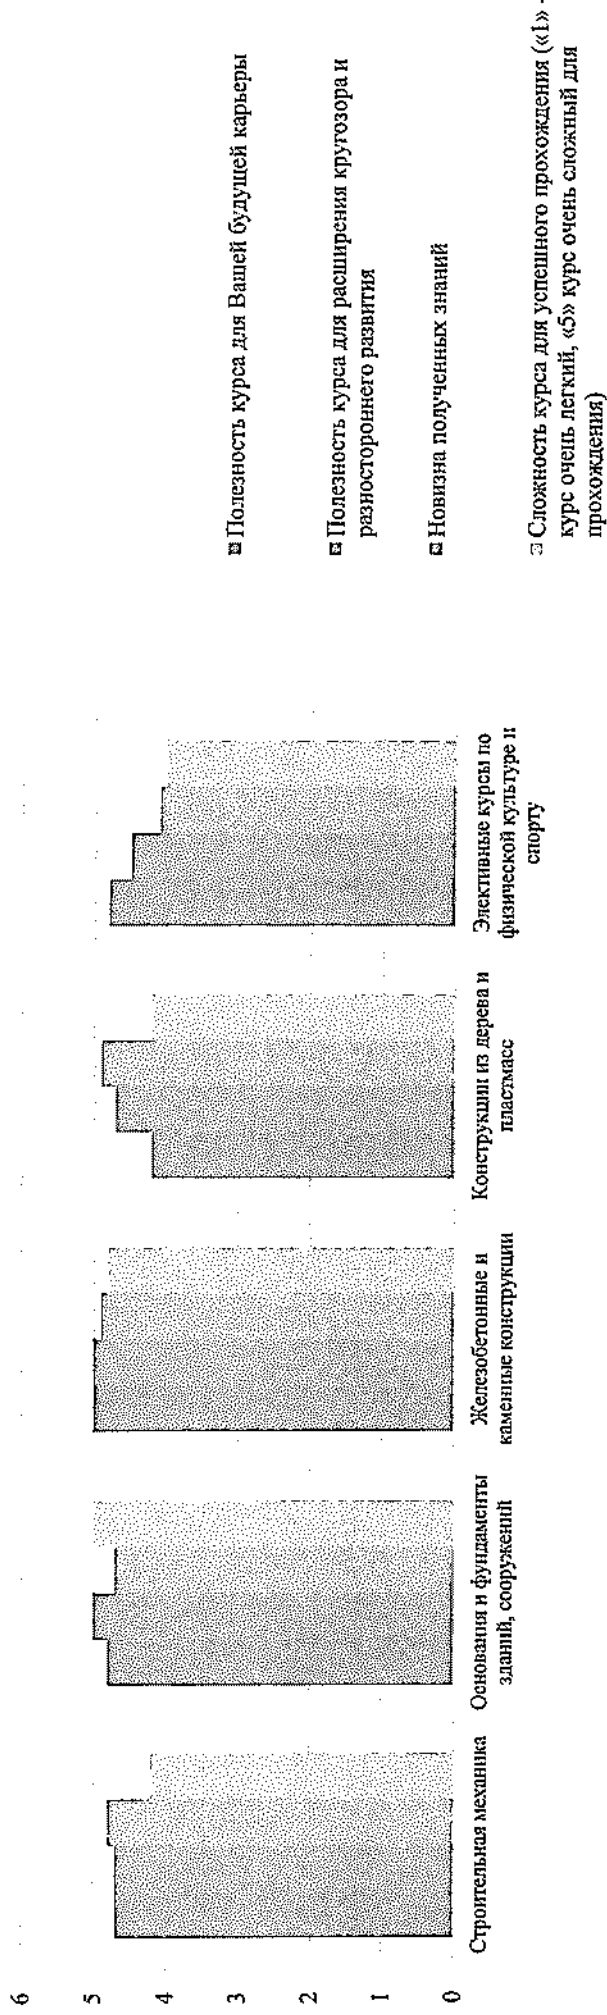 6
5
4
3
2
1
0
Строительная механика
Основания и фундаменты
зданий, сооружений
Железобетонные и
каменные конструкции
Конструкции из дерева и
пластмасс
Элективные курсы по
физической культуре и
спорту
Полезность курса для Вашей будущей карьеры
Полезность курса для расширения кругозора и
разностороннего развития
Новизна полученных знаний
Сложность курса для успешного прохождения («1» -
курс очень легкий, «5» курс очень сложный для
прохождения)